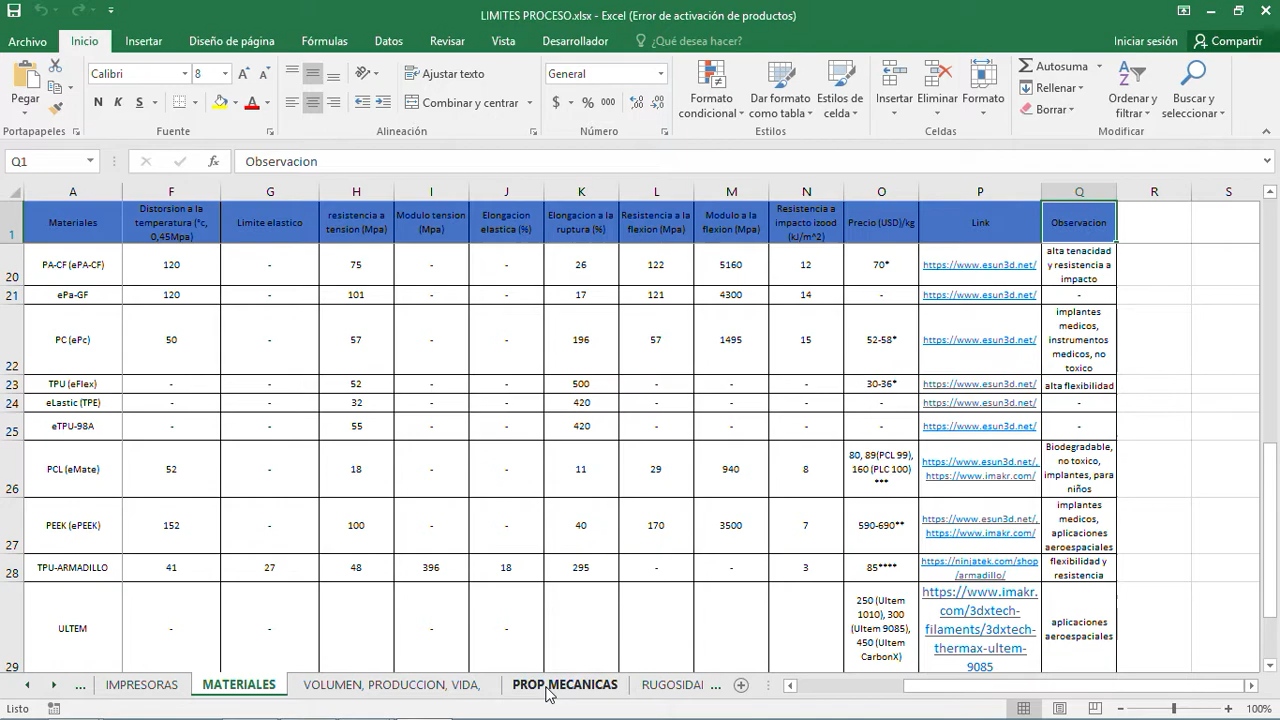 LIMITES PROCESO.xlsx - Excel (Error de activación de productos)
Archivo Inicio Insertar Diseño de página Fórmulas Datos Revisar Vista Desarrollador ¿Qué desea hacer? Iniciar sesión Compartir
Pegar Calibri 8 N K S A Ajustar texto Combinar y centrar General $ % 000 Formato condicional Dar formato como tabla Estilos de celda Insertar Eliminar Formato Autosuma Rellenar Borrar Ordenar y filtrar Buscar y seleccionar
Portapapeles Fuente Alineación Número Estilos Celdas Modificar
Q1 fx Observacion
A F G H I J K L M N O P Q R S
1 Materiales Distorsion a la temperatura (°c, 0,45Mpa) Limite elastico resistencia a tension (Mpa) Modulo tension (Mpa) Elongacion elastica (%) Elongacion a la ruptura (%) Resistencia a la flexion (Mpa) Modulo a la flexion (Mpa) Resistencia a impacto izood (kJ/m^2) Precio (USD)/kg Link Observacion
20 PA-CF (ePA-CF) 120 - 75 - - 26 122 5160 12 70* https://www.esun3d.net/ alta tenacidad y resistencia a impacto
21 ePa-GF 120 - 101 - - 17 121 4300 14 - https://www.esun3d.net/ -
22 PC (ePc) 50 - 57 - - 196 57 1495 15 52-58* https://www.esun3d.net/ implantes medicos, instrumentos medicos, no toxico
23 TPU (eFlex) - - 52 - - 500 - - - 30-36* https://www.esun3d.net/ alta flexibilidad
24 eLastic (TPE) - - 32 - - 420 - - - - https://www.esun3d.net/ -
25 eTPU-98A - - 55 - - 420 - - - - https://www.esun3d.net/ -
26 PCL (eMate) 52 - 18 - - 11 29 940 8 80, 89(PCL 99), 160 (PLC 100) *** https://www.esun3d.net/, https://www.imakr.com/ Biodegradable, no toxico, implantes, para niños
27 PEEK (ePEEK) 152 - 100 - - 40 170 3500 7 590-690** https://www.esun3d.net/, https://www.imakr.com/ implantes medicos, aplicaciones aeroespaciales
28 TPU-ARMADILLO 41 27 48 396 18 295 - - 3 85**** https://ninjatek.com/shop/armadillo/ flexibilidad y resistencia
29 ULTEM - - - - 250 (Ultem 1010), 300 (Ultem 9085), 450 (Ultem CarbonX) https://www.imakr.com/3dxtech-filaments/3dxtech-thermax-ultem-9085 aplicaciones aeroespaciales
... IMPRESORAS MATERIALES VOLUMEN, PRODUCCION, VIDA, PROP.MECANICAS RUGOSIDAI ...
Listo 100%